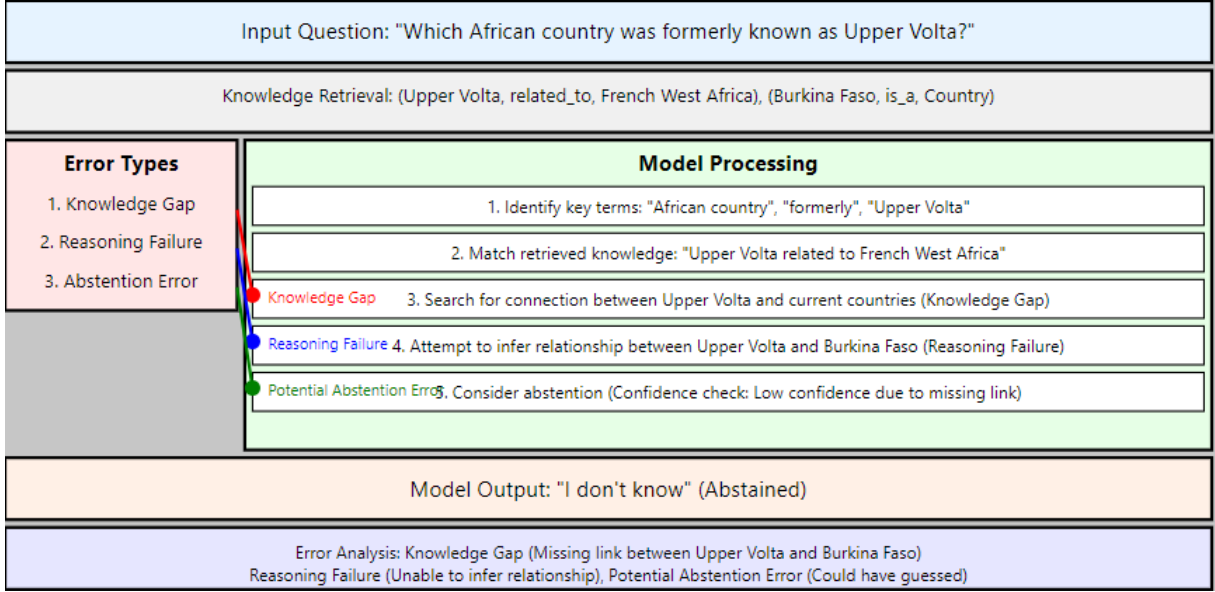 Input Question: "Which African country was formerly known as Upper Volta?"
Knowledge Retrieval: (Upper Volta, related_to, French West Africa), (Burkina Faso, is_a, Country)
Error Types
1. Knowledge Gap
2. Reasoning Failure
3. Abstention Error
Model Processing
1. Identify key terms: "African country", "formerly", "Upper Volta"
2. Match retrieved knowledge: "Upper Volta related to French West Africa"
Knowledge Gap 3. Search for connection between Upper Volta and current countries (Knowledge Gap)
Reasoning Failure 4. Attempt to infer relationship between Upper Volta and Burkina Faso (Reasoning Failure)
Potential Abstention Error 5. Consider abstention (Confidence check: Low confidence due to missing link)
Model Output: "I don't know" (Abstained)
Error Analysis: Knowledge Gap (Missing link between Upper Volta and Burkina Faso)
Reasoning Failure (Unable to infer relationship), Potential Abstention Error (Could have guessed)